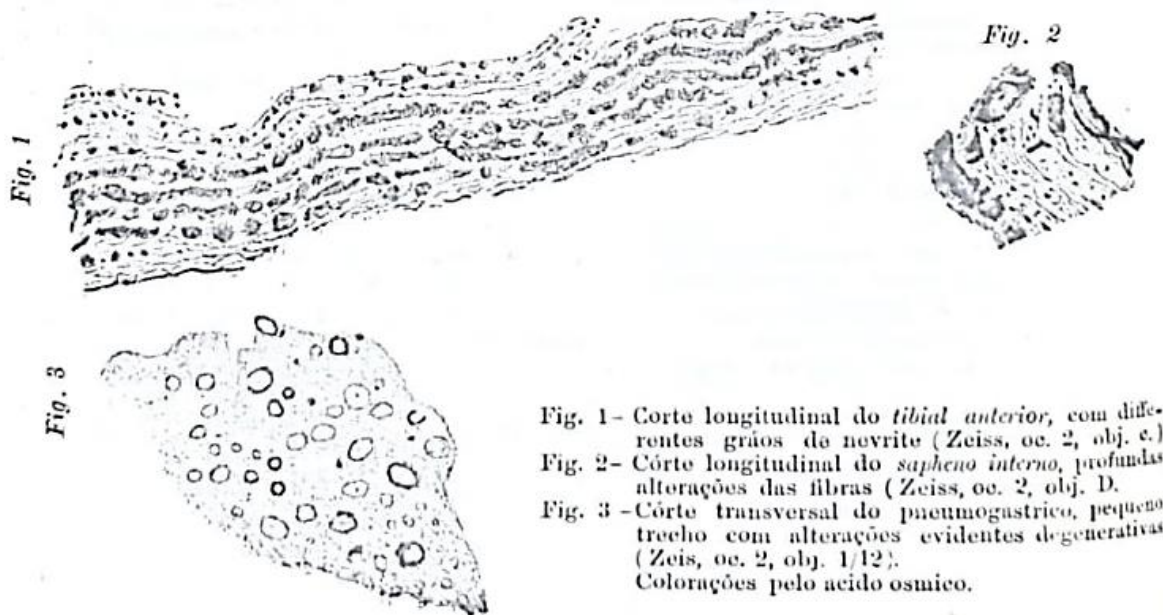 Fig. 1
Fig. 2
Fig. 3
Fig. 1- Corte longitudinal do tibial anterior, com diffe-
rentes gráos de nevrite (Zeiss, oc. 2, obj. c.)
Fig. 2- Córte longitudinal do sapheno interno, profundas
alterações das fibras (Zeiss, oc. 2, obj. D.
Fig. 3 -Córte transversal do pneumogastrico, pequeno
trecho com alterações evidentes degenerativas
(Zeis, oc. 2, obj. 1/12).
Colorações pelo acido osmico.